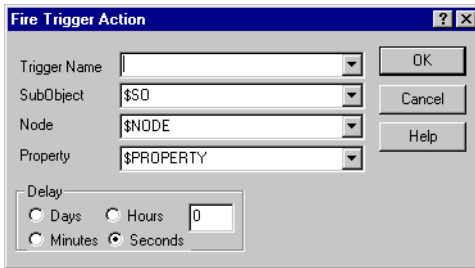 Fire Trigger Action
Trigger Name
OK
SubObject $SO
Cancel
Node $NODE
Help
Property $PROPERTY
Delay
Days Hours 0
Minutes Seconds